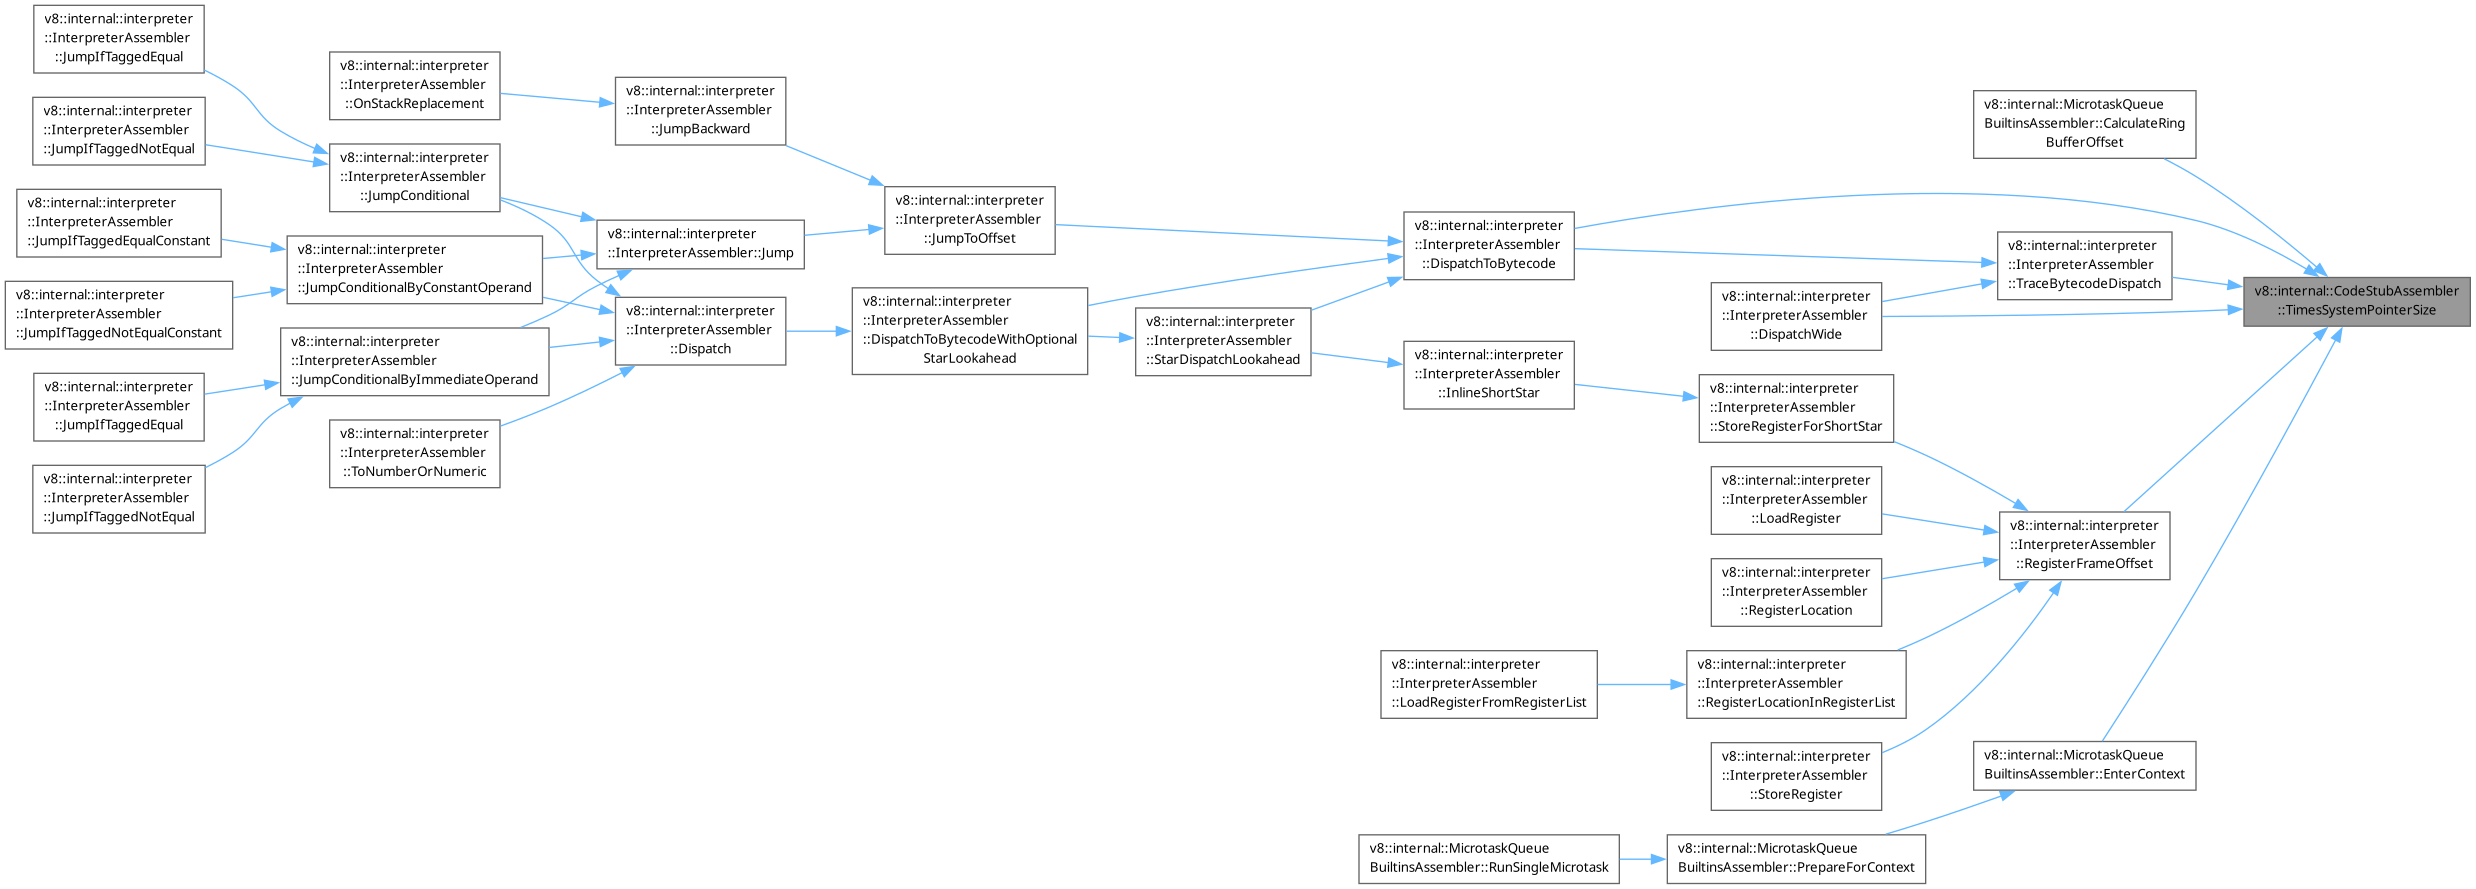 v8::internal::interpreter
::InterpreterAssembler
::JumpIfTaggedEqual
v8::internal::interpreter
::InterpreterAssembler
::JumpIfTaggedNotEqual
v8::internal::interpreter
::InterpreterAssembler
::JumpIfTaggedEqualConstant
v8::internal::interpreter
::InterpreterAssembler
::JumpIfTaggedNotEqualConstant
v8::internal::interpreter
::InterpreterAssembler
::JumpIfTaggedEqual
v8::internal::interpreter
::InterpreterAssembler
::JumpIfTaggedNotEqual
v8::internal::interpreter
::InterpreterAssembler
::OnStackReplacement
v8::internal::interpreter
::InterpreterAssembler
::JumpConditional
v8::internal::interpreter
::InterpreterAssembler
::JumpConditionalByConstantOperand
v8::internal::interpreter
::InterpreterAssembler
::JumpConditionalByImmediateOperand
v8::internal::interpreter
::InterpreterAssembler
::ToNumberOrNumeric
v8::internal::interpreter
::InterpreterAssembler
::JumpBackward
v8::internal::interpreter
::InterpreterAssembler::Jump
v8::internal::interpreter
::InterpreterAssembler
::Dispatch
v8::internal::interpreter
::InterpreterAssembler
::JumpToOffset
v8::internal::interpreter
::InterpreterAssembler
::DispatchToBytecodeWithOptional
StarLookahead
v8::internal::interpreter
::InterpreterAssembler
::StarDispatchLookahead
v8::internal::interpreter
::InterpreterAssembler
::DispatchToBytecode
v8::internal::interpreter
::InterpreterAssembler
::InlineShortStar
v8::internal::interpreter
::InterpreterAssembler
::LoadRegisterFromRegisterList
v8::internal::MicrotaskQueue
BuiltinsAssembler::RunSingleMicrotask
v8::internal::interpreter
::InterpreterAssembler
::DispatchWide
v8::internal::interpreter
::InterpreterAssembler
::StoreRegisterForShortStar
v8::internal::interpreter
::InterpreterAssembler
::LoadRegister
v8::internal::interpreter
::InterpreterAssembler
::RegisterLocation
v8::internal::interpreter
::InterpreterAssembler
::RegisterLocationInRegisterList
v8::internal::interpreter
::InterpreterAssembler
::StoreRegister
v8::internal::MicrotaskQueue
BuiltinsAssembler::PrepareForContext
v8::internal::MicrotaskQueue
BuiltinsAssembler::CalculateRing
BufferOffset
v8::internal::interpreter
::InterpreterAssembler
::TraceBytecodeDispatch
v8::internal::interpreter
::InterpreterAssembler
::RegisterFrameOffset
v8::internal::MicrotaskQueue
BuiltinsAssembler::EnterContext
v8::internal::CodeStubAssembler
::TimesSystemPointerSize